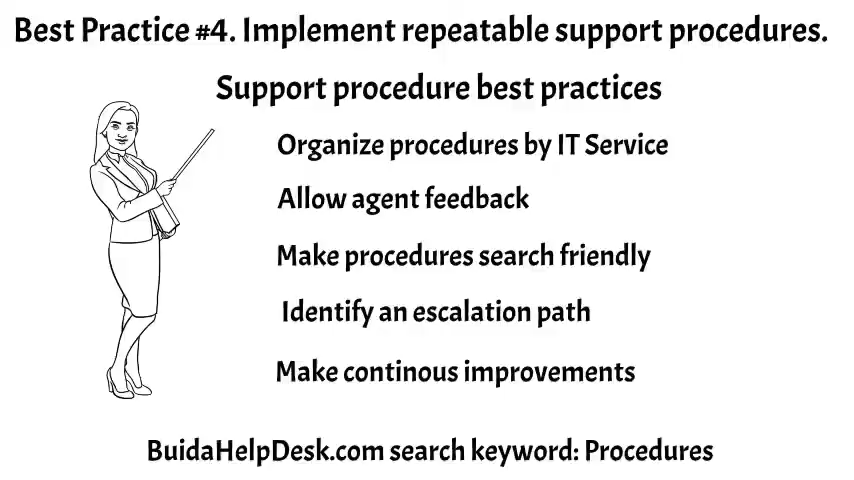 Best Practice #4. Implement repeatable support procedures.
Support procedure best practices
Organize procedures by IT Service
Allow agent feedback
Make procedures search friendly
Identify an escalation path
Make continous improvements
BuidaHelpDesk.com search keyword: Procedures